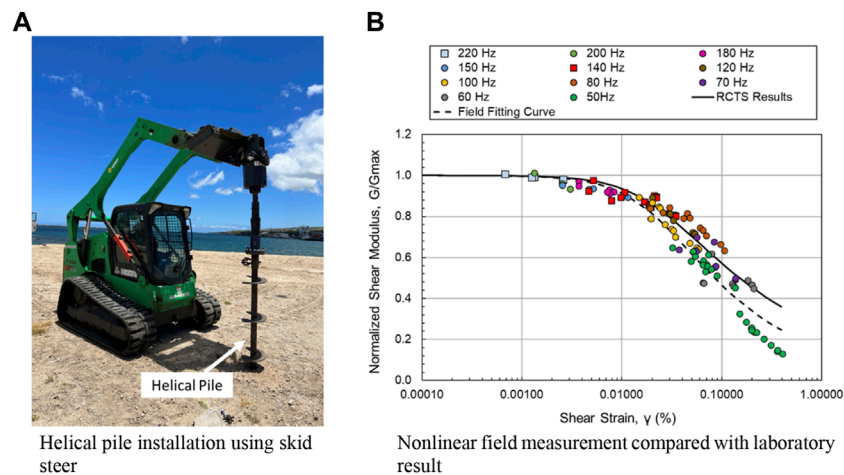 A
B
220 Hz
200 Hz
180 Hz
150 Hz
140 Hz
120 Hz
100 Hz
80 Hz
70 Hz
60 Hz
50Hz
RCTS Results
Field Fitting Curve
Normalized Shear Modulus, G/Gmax
1.2
1.0
0.8
0.6
0.4
0.2
0.0
0.00010
0.00100
0.01000
0.10000
1.00000
Shear Strain, γ (%)
Helical Pile
Helical pile installation using skid
steer
Nonlinear field measurement compared with laboratory
result